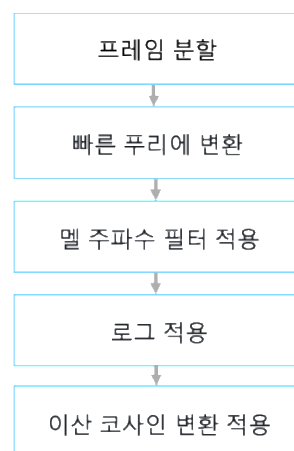 프레임 분할
빠른 푸리에 변환
멜 주파수 필터 적용
로그 적용
이산 코사인 변환 적용